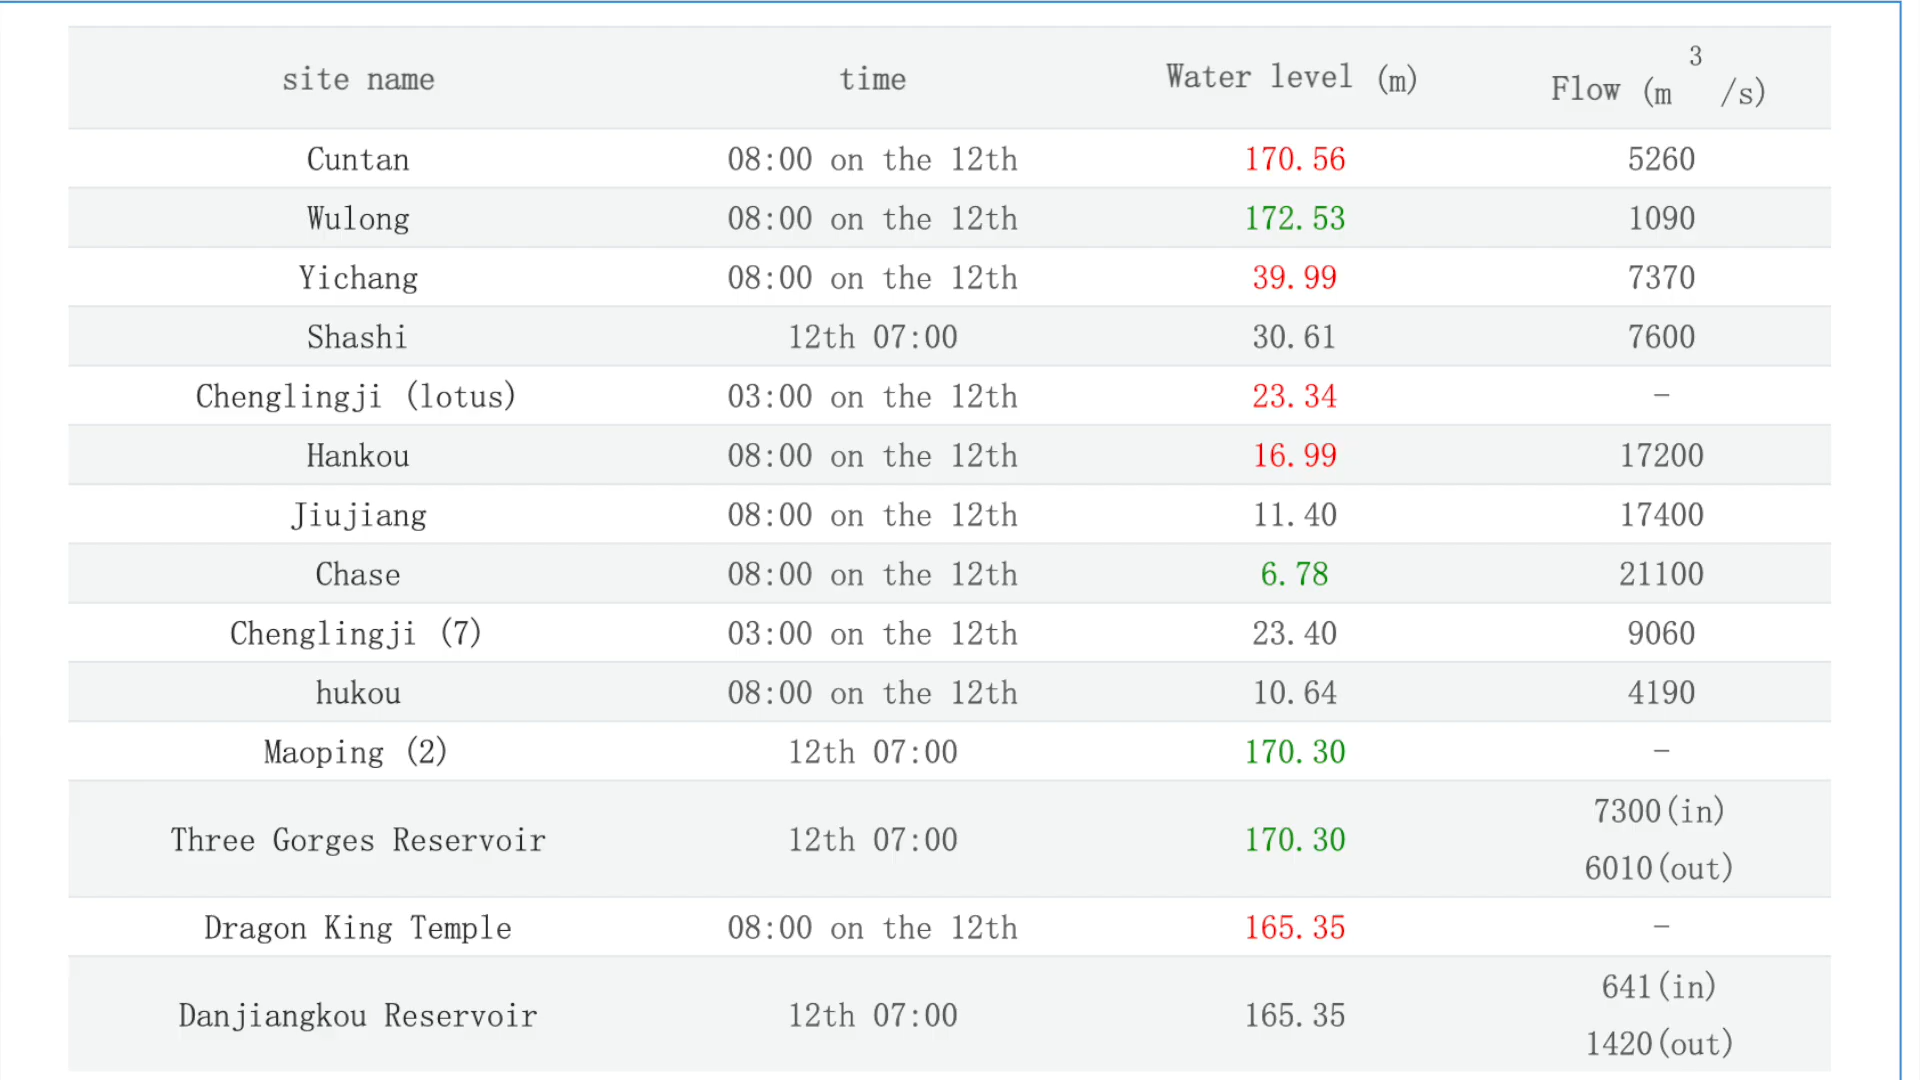 site name time Water level (m) Flow (m³/s)
Cuntan 08:00 on the 12th 170.56 5260
Wulong 08:00 on the 12th 172.53 1090
Yichang 08:00 on the 12th 39.99 7370
Shashi 12th 07:00 30.61 7600
Chenglingji (lotus) 03:00 on the 12th 23.34 -
Hankou 08:00 on the 12th 16.99 17200
Jiujiang 08:00 on the 12th 11.40 17400
Chase 08:00 on the 12th 6.78 21100
Chenglingji (7) 03:00 on the 12th 23.40 9060
hukou 08:00 on the 12th 10.64 4190
Maoping (2) 12th 07:00 170.30 -
Three Gorges Reservoir 12th 07:00 170.30 7300(in)
6010(out)
Dragon King Temple 08:00 on the 12th 165.35 -
Danjiangkou Reservoir 12th 07:00 165.35 641(in)
1420(out)